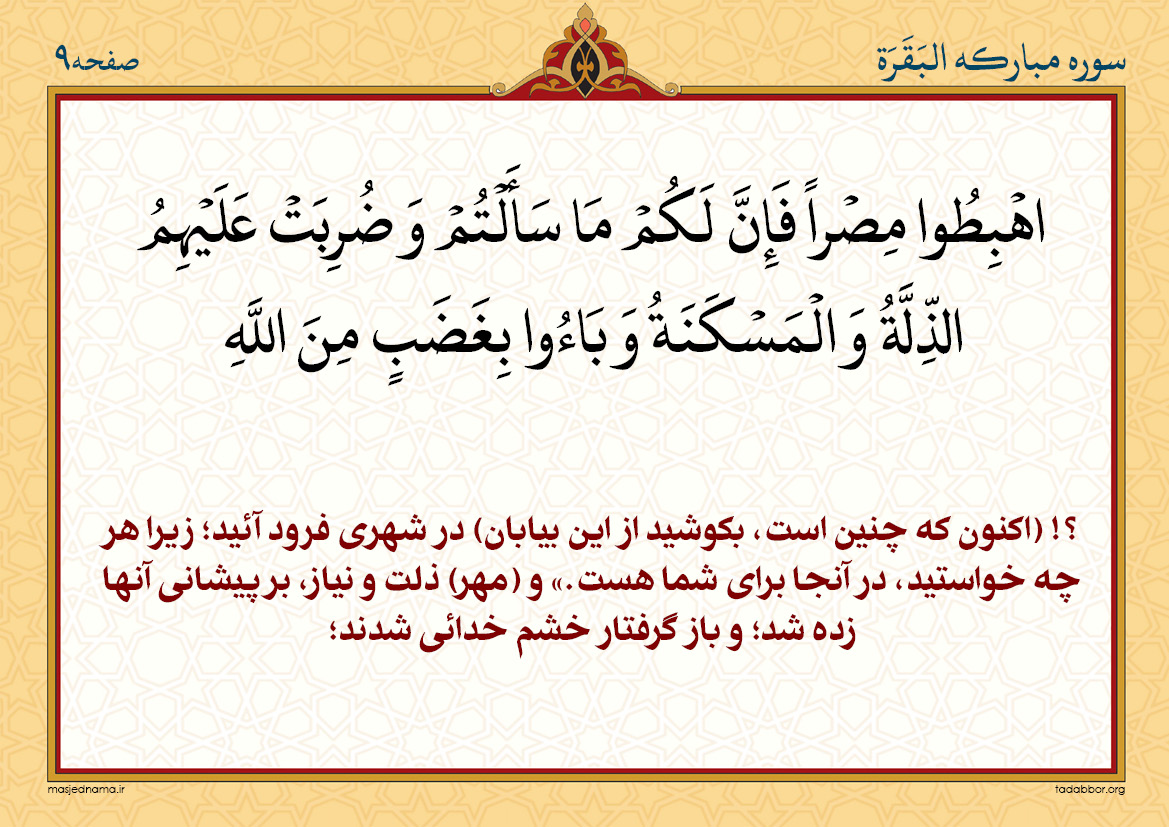 سوره مبارکه البَقَرَة
صفحه۹
اهْبِطُوا مِصْراً فَإِنَّ لَكُمْ مَا سَأَلْتُمْ وَ ضُرِبَتْ عَلَيْهِمُ
الذِّلَّةُ وَ الْمَسْكَنَةُ وَ بَاءُوا بِغَضَبٍ مِنَ اللَّهِ
؟! (اکنون که چنین است، بکوشید از این بیابان) در شهری فرود آئید؛ زیرا هر
چه خواستید، در آنجا برای شما هست.» و (مهر) ذلت و نیاز، بر پیشانی آنها
زده شد؛ و باز گرفتار خشم خدائی شدند؛
masjednama.ir
tadabbor.org